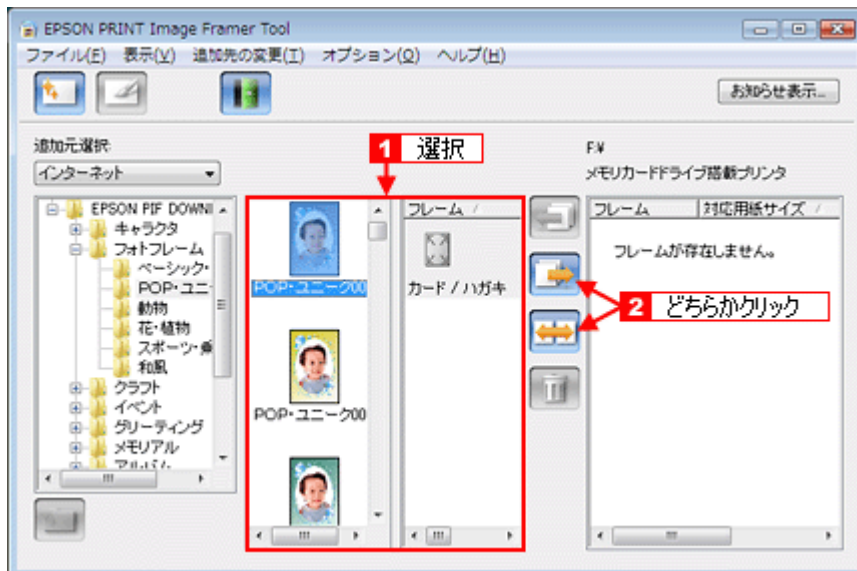 EPSON PRINT Image Framer Tool
ファイル(F) 表示(V) 追加先の変更(T) オプション(O) ヘルプ(H)
お知らせ表示...
追加元選択:
インターネット
1 選択
F:¥
メモリカードドライブ搭載プリンタ
EPSON PIF DOWN
キャラクタ
フォトフレーム
ベーシック・
POP・ユニ
動物
花・植物
スポーツ・
和風
クラフト
イベント
グリーティング
メモリアル
アルバム
POP・ユニーク00
POP・ユニーク00
フレーム /
カード / ハガキ
フレーム 対応用紙サイズ /
フレームが存在しません。
2 どちらかクリック